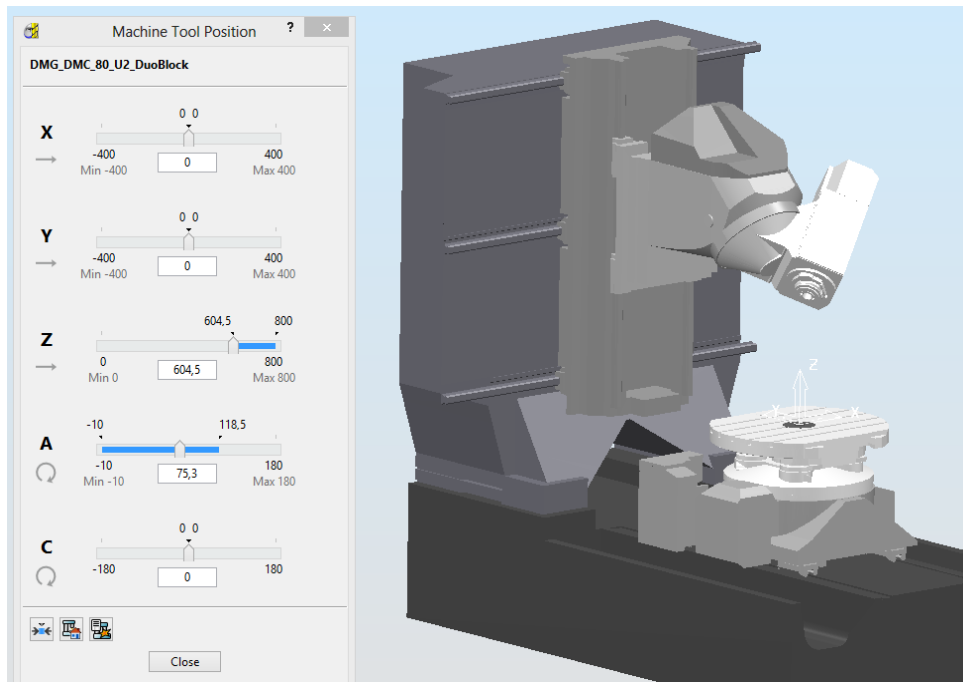 Machine Tool Position ? ×
DMG_DMC_80_U2_DuoBlock
X
0 0
-400 0 400
Min -400 Max 400
Y
0 0
-400 0 400
Min -400 Max 400
Z
604,5 800
0 604,5 800
Min 0 Max 800
A
-10 118,5
-10 75,3 180
Min -10 Max 180
C
0 0
-180 0 180
Close
Z
Y X